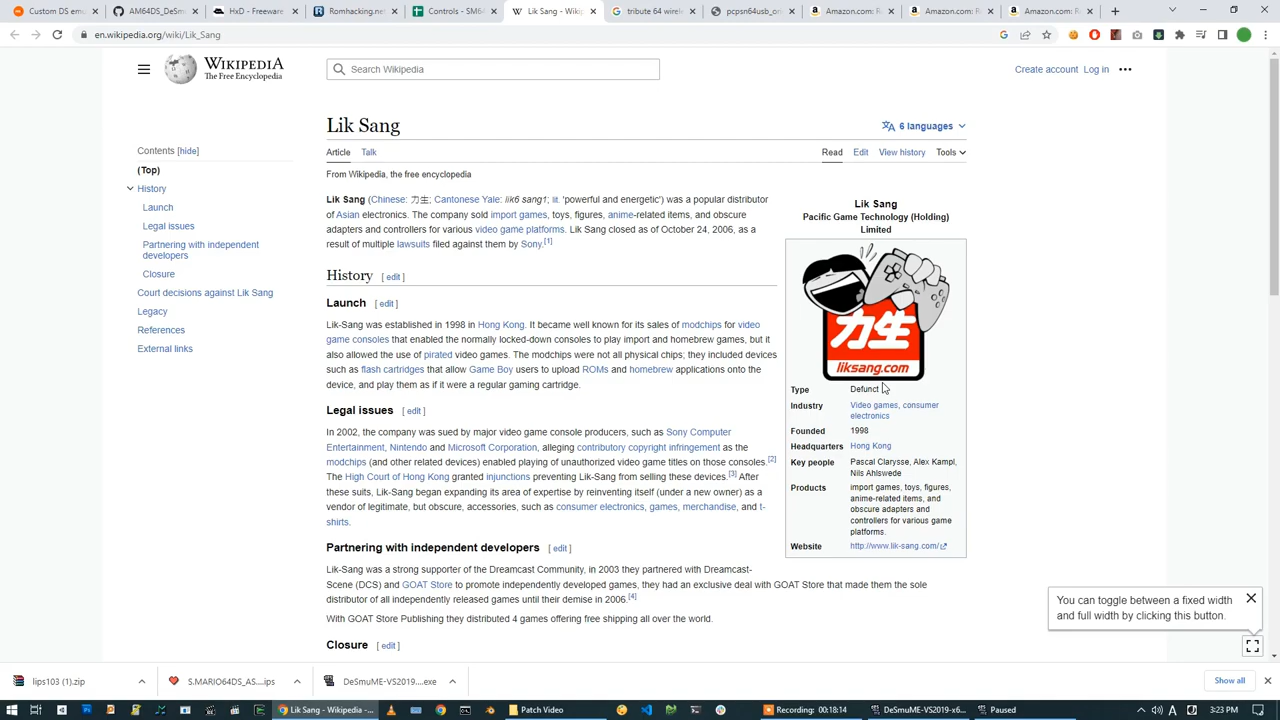 Custom DS emu
AM64DS_DeSm
HxD - Freeware
Romhacking.net
Controls - SM64
Lik Sang - Wikip
tribute 64 wirele
pcpsn64usb_on
Amazon.com: R
Amazon.com: R
Amazon.com: R
en.wikipedia.org/wiki/Lik_Sang
WIKIPEDIA
The Free Encyclopedia
Search Wikipedia
Create account Log in
Contents [hide]
(Top)
History
Launch
Legal issues
Partnering with independent
developers
Closure
Court decisions against Lik Sang
Legacy
References
External links
Lik Sang
6 languages
Article Talk
Read Edit View history Tools
From Wikipedia, the free encyclopedia
Lik Sang (Chinese: 力生; Cantonese Yale: lik6 sang1; lit. 'powerful and energetic') was a popular distributor
of Asian electronics. The company sold import games, toys, figures, anime-related items, and obscure
adapters and controllers for various video game platforms. Lik Sang closed as of October 24, 2006, as a
result of multiple lawsuits filed against them by Sony.[1]
History [ edit ]
Launch [ edit ]
Lik-Sang was established in 1998 in Hong Kong. It became well known for its sales of modchips for video
game consoles that enabled the normally locked-down consoles to play import and homebrew games, but it
also allowed the use of pirated video games. The modchips were not all physical chips; they included devices
such as flash cartridges that allow Game Boy users to upload ROMs and homebrew applications onto the
device, and play them as if it were a regular gaming cartridge.
Legal issues [ edit ]
In 2002, the company was sued by major video game console producers, such as Sony Computer
Entertainment, Nintendo and Microsoft Corporation, alleging contributory copyright infringement as the
modchips (and other related devices) enabled playing of unauthorized video game titles on those consoles.[2]
The High Court of Hong Kong granted injunctions preventing Lik-Sang from selling these devices.[3] After
these suits, Lik-Sang began expanding its area of expertise by reinventing itself (under a new owner) as a
vendor of legitimate, but obscure, accessories, such as consumer electronics, games, merchandise, and t-
shirts.
Partnering with independent developers [ edit ]
Lik-Sang was a strong supporter of the Dreamcast Community, in 2003 they partnered with Dreamcast-
Scene (DCS) and GOAT Store to promote independently developed games, they had an exclusive deal with GOAT Store that made them the sole
distributor of all independently released games until their demise in 2006.[4]
With GOAT Store Publishing they distributed 4 games offering free shipping all over the world.
Closure [ edit ]
Lik Sang
Pacific Game Technology (Holding)
Limited
力生
liksang.com
Type Defunct
Industry Video games, consumer
electronics
Founded 1998
Headquarters Hong Kong
Key people Pascal Clarysse, Alex Kampl,
Nils Ahlswede
Products import games, toys, figures,
anime-related items, and
obscure adapters and
controllers for various game
platforms.
Website http://www.lik-sang.com/
You can toggle between a fixed width
and full width by clicking this button.
lips103 (1).zip
S.MARIO64DS_AS....ips
DeSmuME-VS2019....exe
Show all
Lik Sang - Wikipedia -...
Patch Video
Recording | 00:18:14
DeSmuME-VS2019-x6...
Paused
3:23 PM